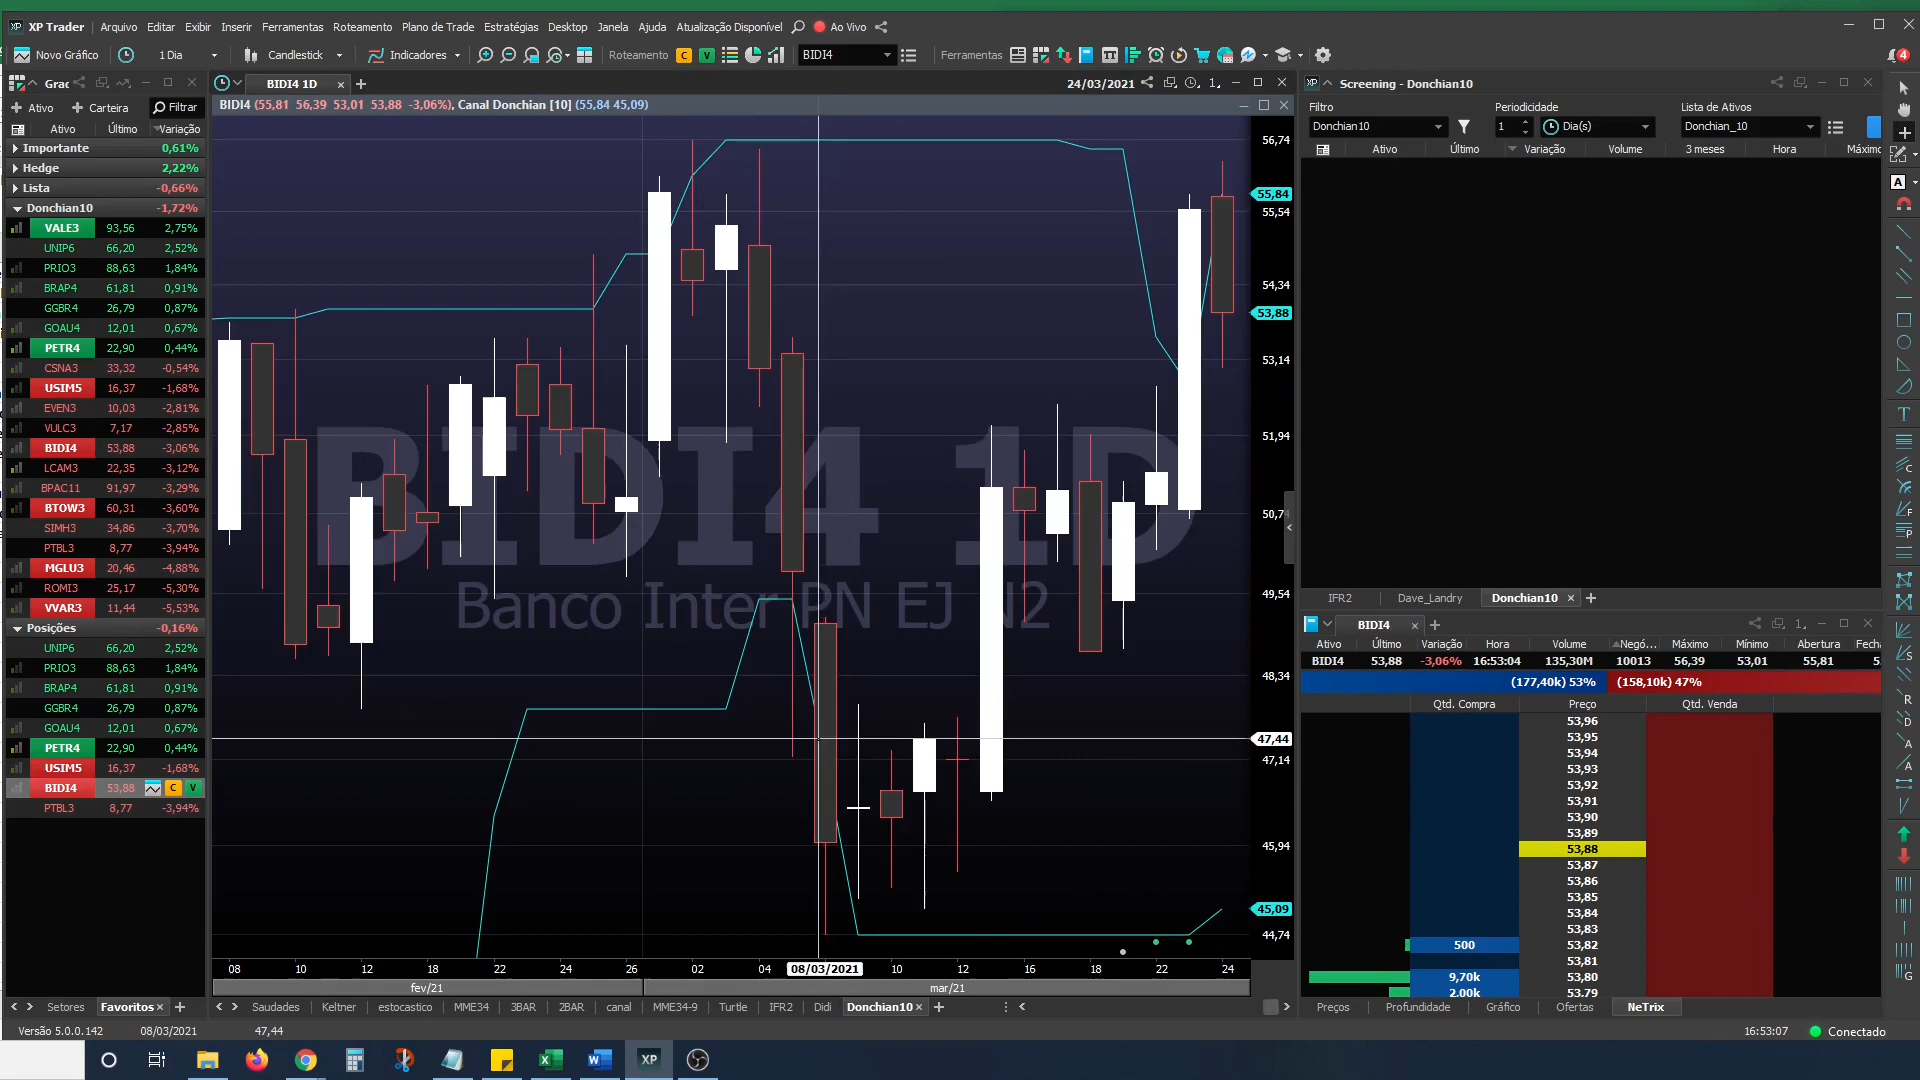 XP Trader Arquivo Editar Exibir Inserir Ferramentas Roteamento Plano de Trade Estratégias Desktop Janela Ajuda Atualização Disponível Ao Vivo
Novo Gráfico 1 Dia Candlestick Indicadores Roteamento C V BIDI4 Ferramentas 4
Grac
Ativo Carteira Filtrar
Ativo Último Variação
Importante 0,61%
Hedge 2,22%
Lista -0,66%
Donchian10 -1,72%
VALE3 93,56 2,75%
UNIP6 66,20 2,52%
PRIO3 88,63 1,84%
BRAP4 61,81 0,91%
GGBR4 26,79 0,87%
GOAU4 12,01 0,67%
PETR4 22,90 0,44%
CSNA3 33,32 -0,54%
USIM5 16,37 -1,68%
EVEN3 10,03 -2,81%
VULC3 7,17 -2,85%
BIDI4 53,88 -3,06%
LCAM3 22,35 -3,12%
BPAC11 91,97 -3,29%
BTOW3 60,31 -3,60%
SIMH3 34,86 -3,70%
PTBL3 8,77 -3,94%
MGLU3 20,46 -4,88%
ROMI3 25,17 -5,30%
VVAR3 11,44 -5,53%
Posições -0,16%
UNIP6 66,20 2,52%
PRIO3 88,63 1,84%
BRAP4 61,81 0,91%
GGBR4 26,79 0,87%
GOAU4 12,01 0,67%
PETR4 22,90 0,44%
USIM5 16,37 -1,68%
BIDI4 53,88 C V
PTBL3 8,77 -3,94%
Setores Favoritos
BIDI4 1D 24/03/2021 1
BIDI4 (55,81 56,39 53,01 53,88 -3,06%), Canal Donchian [10] (55,84 45,09)
BIDI4 1D
Banco Inter PN EJ N2
56,74
55,84
55,54
54,34
53,88
53,14
51,94
50,7
49,54
48,34
47,44
47,14
45,94
45,09
44,74
08 10 12 18 22 24 26 02 04 08/03/2021 10 12 16 18 22 24
fev/21 mar/21
Saudades Keltner estocastico MME34 3BAR 2BAR canal MME34-9 Turtle IFR2 Didi Donchian10
Screening - Donchian10
Filtro Periodicidade Lista de Ativos
Donchian10 1 Dia(s) Donchian_10
Ativo Último Variação Volume 3 meses Hora Máximo
IFR2 Dave_Landry Donchian10
BIDI4 1
Ativo Último Variação Hora Volume Negó... Máximo Mínimo Abertura Fech
BIDI4 53,88 -3,06% 16:53:04 135,30M 10013 56,39 53,01 55,81 5
(177,40k) 53% (158,10k) 47%
Qtd. Compra Preço Qtd. Venda
53,96
53,95
53,94
53,93
53,92
53,91
53,90
53,89
53,88
53,87
53,86
53,85
53,84
53,83
500 53,82
53,81
9,70k 53,80
2,00k 53,79
Preços Profundidade Gráfico Ofertas NeTrix
Versão 5.0.0.142 08/03/2021 47,44 16:53:07 Conectado